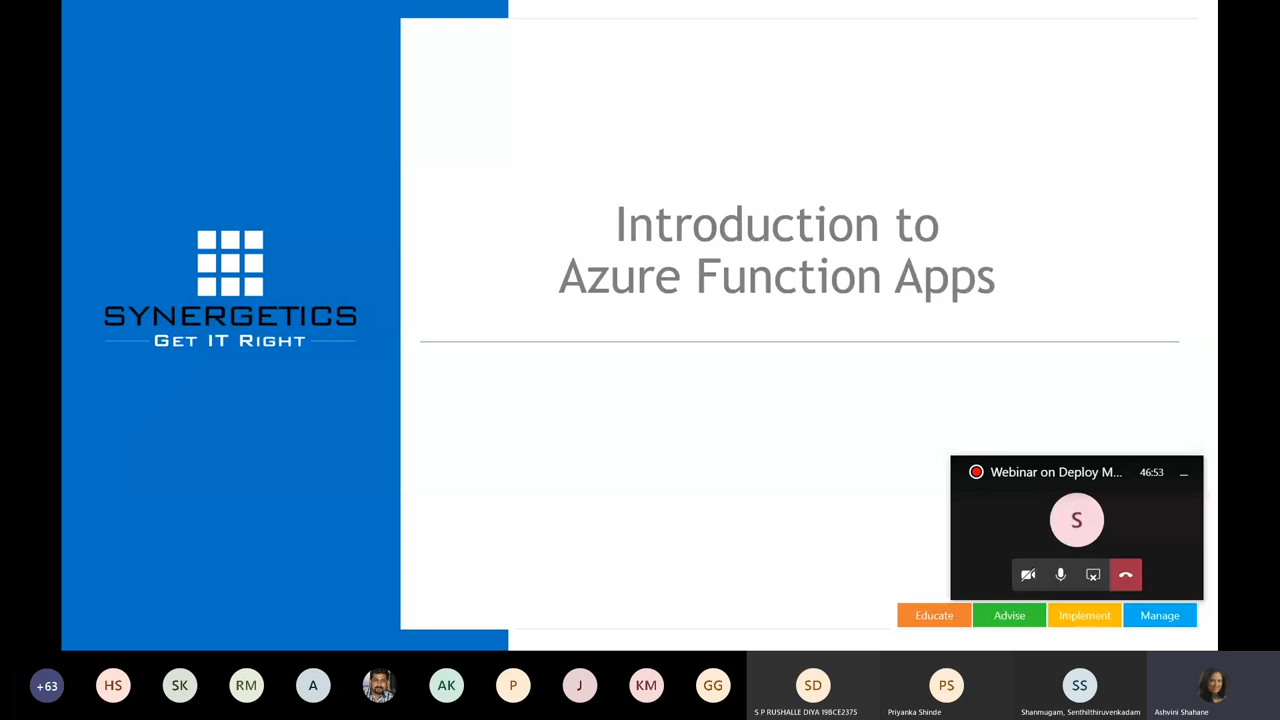 Introduction to
Azure Function Apps
SYNERGETICS
GET IT RIGHT
Webinar on Deploy M... 46:53
S
Educate Advise Implement Manage
+63 HS SK RM A AK P J KM GG SD PS SS
S P RUSHALLE DIYA 19BCE2375 Priyanka Shinde Shanmugam, Senthilthiruvenkadam Ashvini Shahane